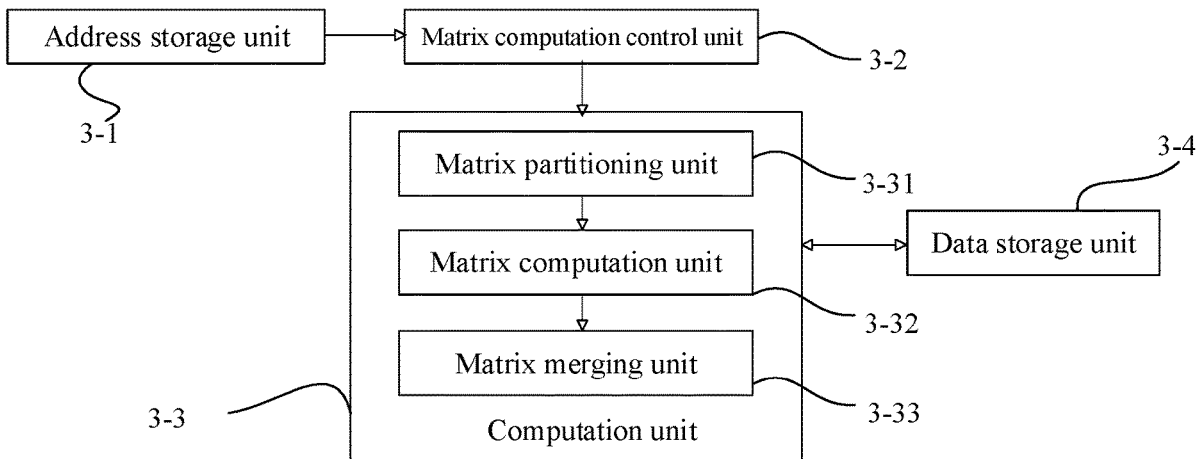 Address storage unit
Matrix computation control unit
3-1
3-2
Matrix partitioning unit
3-31
3-4
Matrix computation unit
Data storage unit
3-32
Matrix merging unit
3-33
3-3
Computation unit